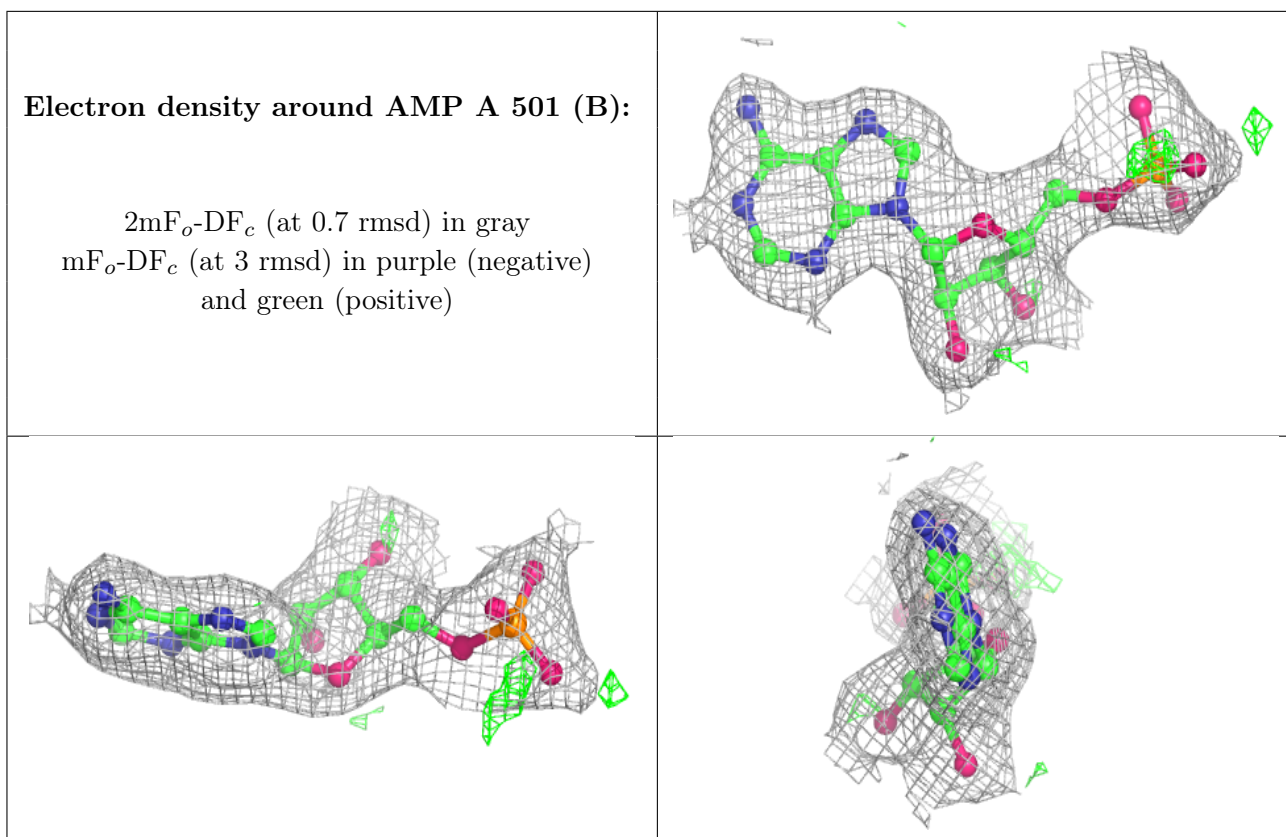 Electron density around AMP A 501 (B):
2mFo-DFc (at 0.7 rmsd) in gray
mFo-DFc (at 3 rmsd) in purple (negative)
and green (positive)